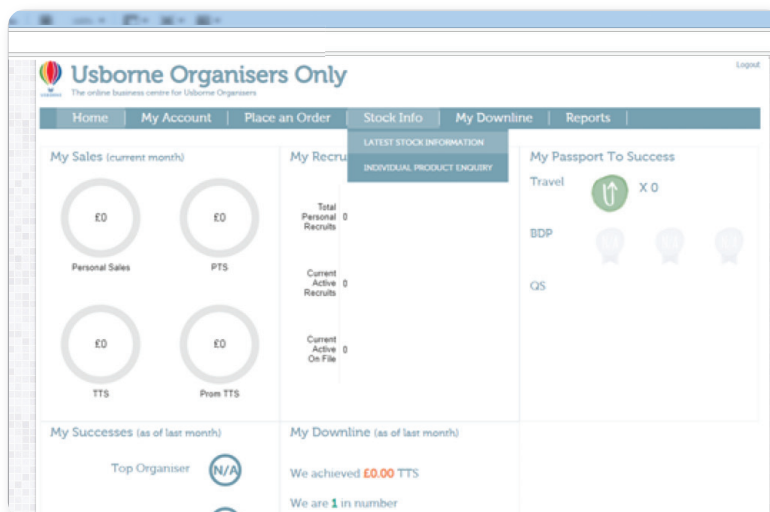 Usborne Organisers Only
Logout
The online business centre for Usborne Organisers
Home
My Account
Place an Order
Stock Info
My Downline
Reports
LATEST STOCK INFORMATION
INDIVIDUAL PRODUCT ENQUIRY
My Sales (current month)
£0
£0
Personal Sales
PTS
£0
£0
TTS
Prom TTS
My Recru
Total
Personal 0
Recruits
Current
Active 0
Recruits
Current
Active 0
On File
My Passport To Success
Travel
X 0
BDP
QS
My Successes (as of last month)
Top Organiser N/A
My Downline (as of last month)
We achieved £0.00 TTS
We are 1 in number